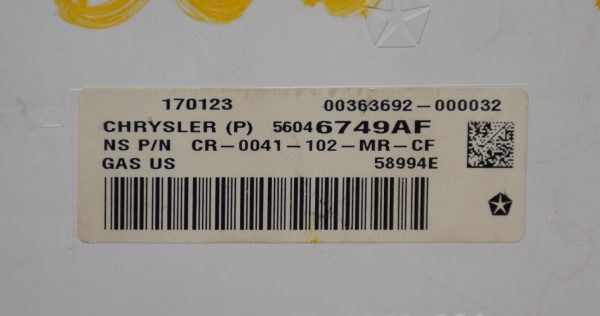 170123 00363692-000032
CHRYSLER (P) 56046749AF
NS P/N CR-0041-102-MR-CF
GAS US 58994E